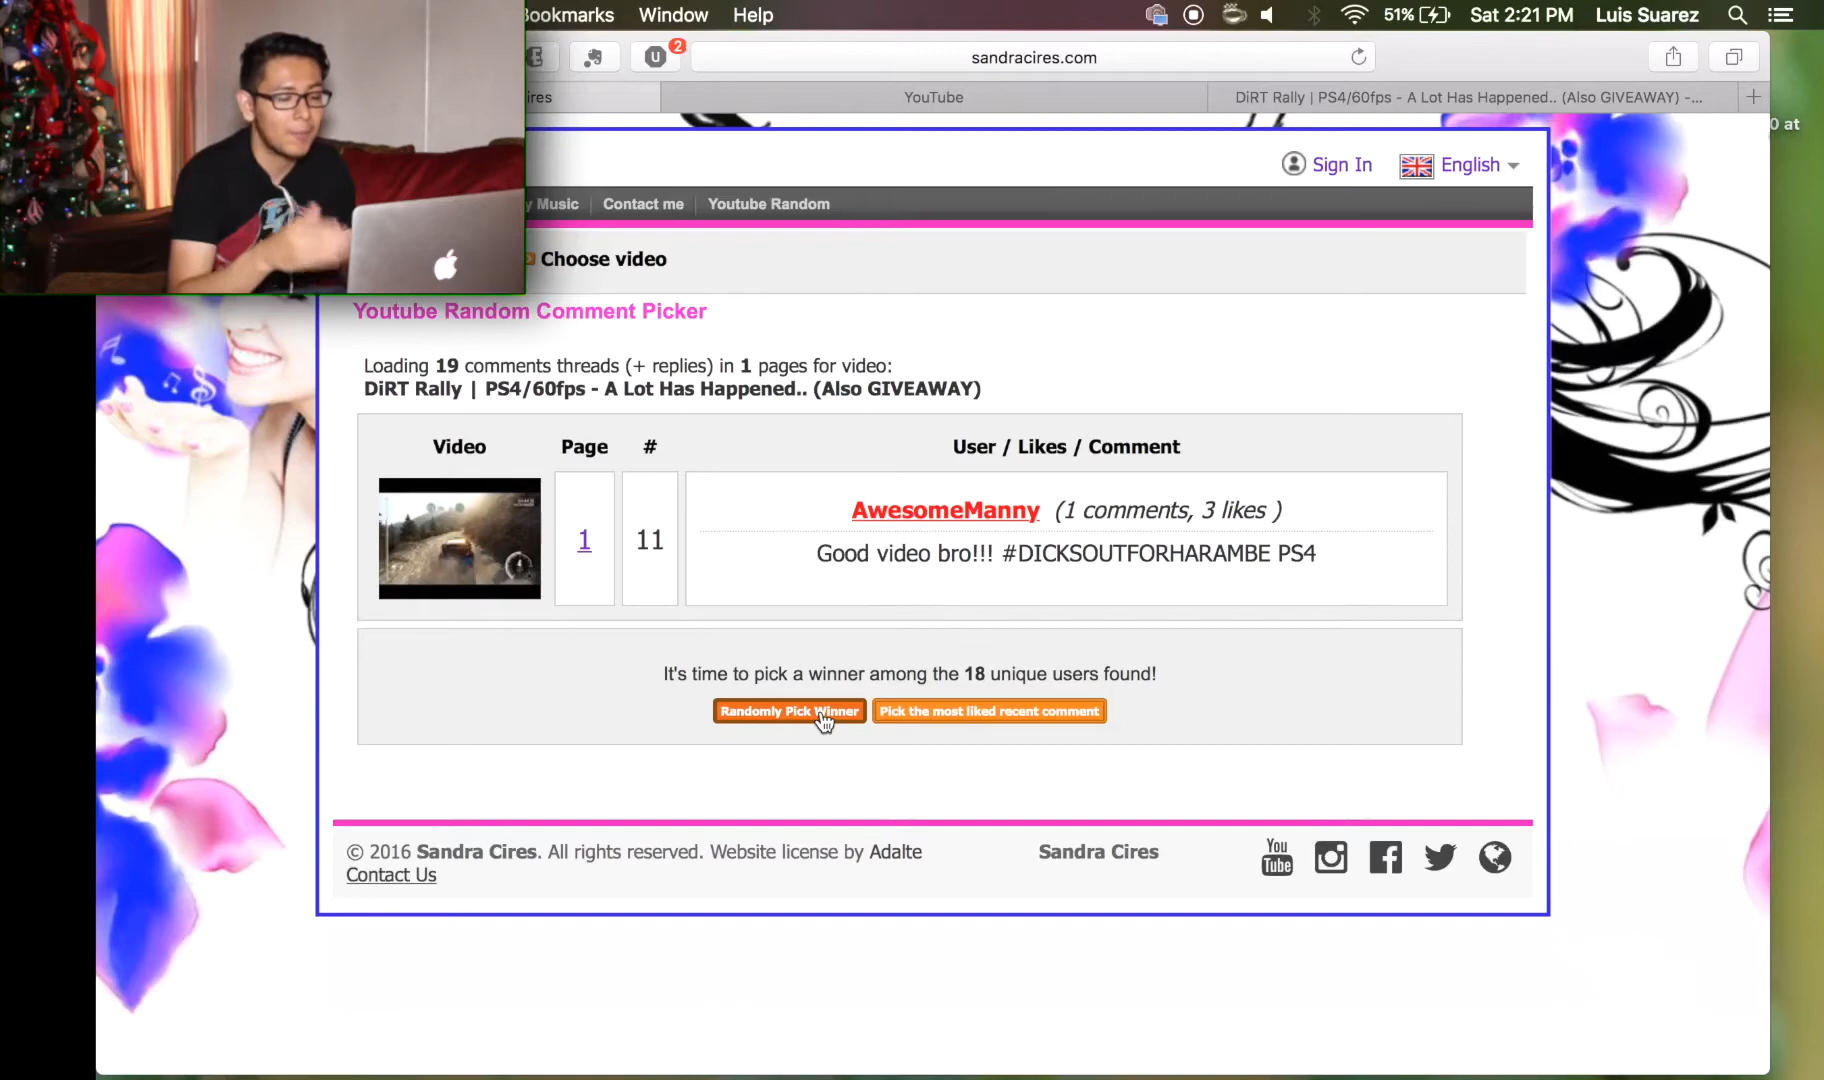 Bookmarks Window Help 51% Sat 2:21 PM Luis Suarez
2
sandracires.com
ires YouTube DiRT Rally | PS4/60fps - A Lot Has Happened.. (Also GIVEAWAY) -...
0 at
Sign In English
y Music Contact me Youtube Random
Choose video
Youtube Random Comment Picker
Loading 19 comments threads (+ replies) in 1 pages for video:
DiRT Rally | PS4/60fps - A Lot Has Happened.. (Also GIVEAWAY)
Video Page # User / Likes / Comment
AwesomeManny (1 comments, 3 likes )
1 11
Good video bro!!! #DICKSOUTFORHARAMBE PS4
It's time to pick a winner among the 18 unique users found!
Randomly Pick Winner Pick the most liked recent comment
© 2016 Sandra Cires. All rights reserved. Website license by Adalte Sandra Cires You Tube
Contact Us